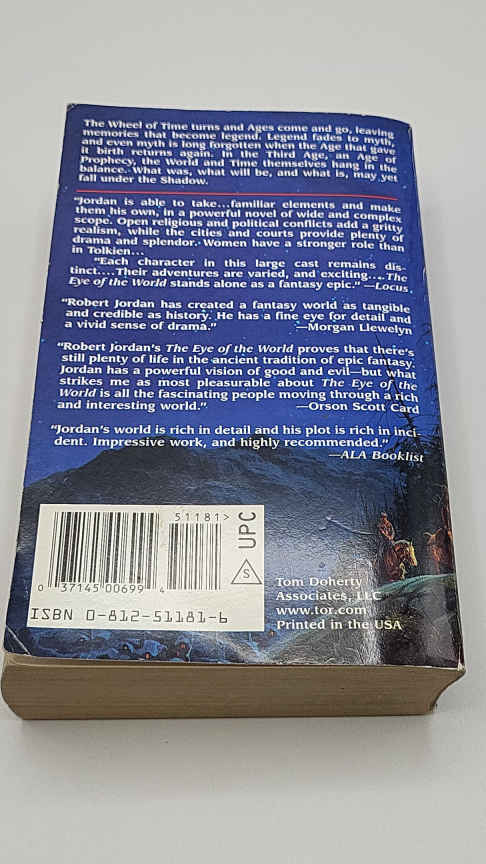 The Wheel of Time turns and Ages come and go, leaving
memories that become legend. Legend fades to myth,
and even myth is long forgotten when the Age that gave
it birth returns again. In the Third Age, an Age of
Prophecy, the World and Time themselves hang in the
balance. What was, what will be, and what is, may yet
fall under the Shadow.
"Jordan is able to take...familiar elements and make
them his own, in a powerful novel of wide and complex
scope. Open religious and political conflicts add a gritty
realism, while the cities and courts provide plenty of
drama and splendor. Women have a stronger role than
in Tolkien...
"Each character in this large cast remains dis-
tinct....Their adventures are varied, and exciting....The
Eye of the World stands alone as a fantasy epic." —Locus
"Robert Jordan has created a fantasy world as tangible
and credible as history. He has a fine eye for detail and
a vivid sense of drama." —Morgan Llewelyn
"Robert Jordan's The Eye of the World proves that there's
still plenty of life in the ancient tradition of epic fantasy.
Jordan has a powerful vision of good and evil—but what
strikes me as most pleasurable about The Eye of the
World is all the fascinating people moving through a rich
and interesting world." —Orson Scott Card
"Jordan's world is rich in detail and his plot is rich in inci-
dent. Impressive work, and highly recommended."
—ALA Booklist
51181>
UPC
S
0 37145 00699 4
ISBN 0-812-51181-6
Tom Doherty
Associates, LLC
www.tor.com
Printed in the USA